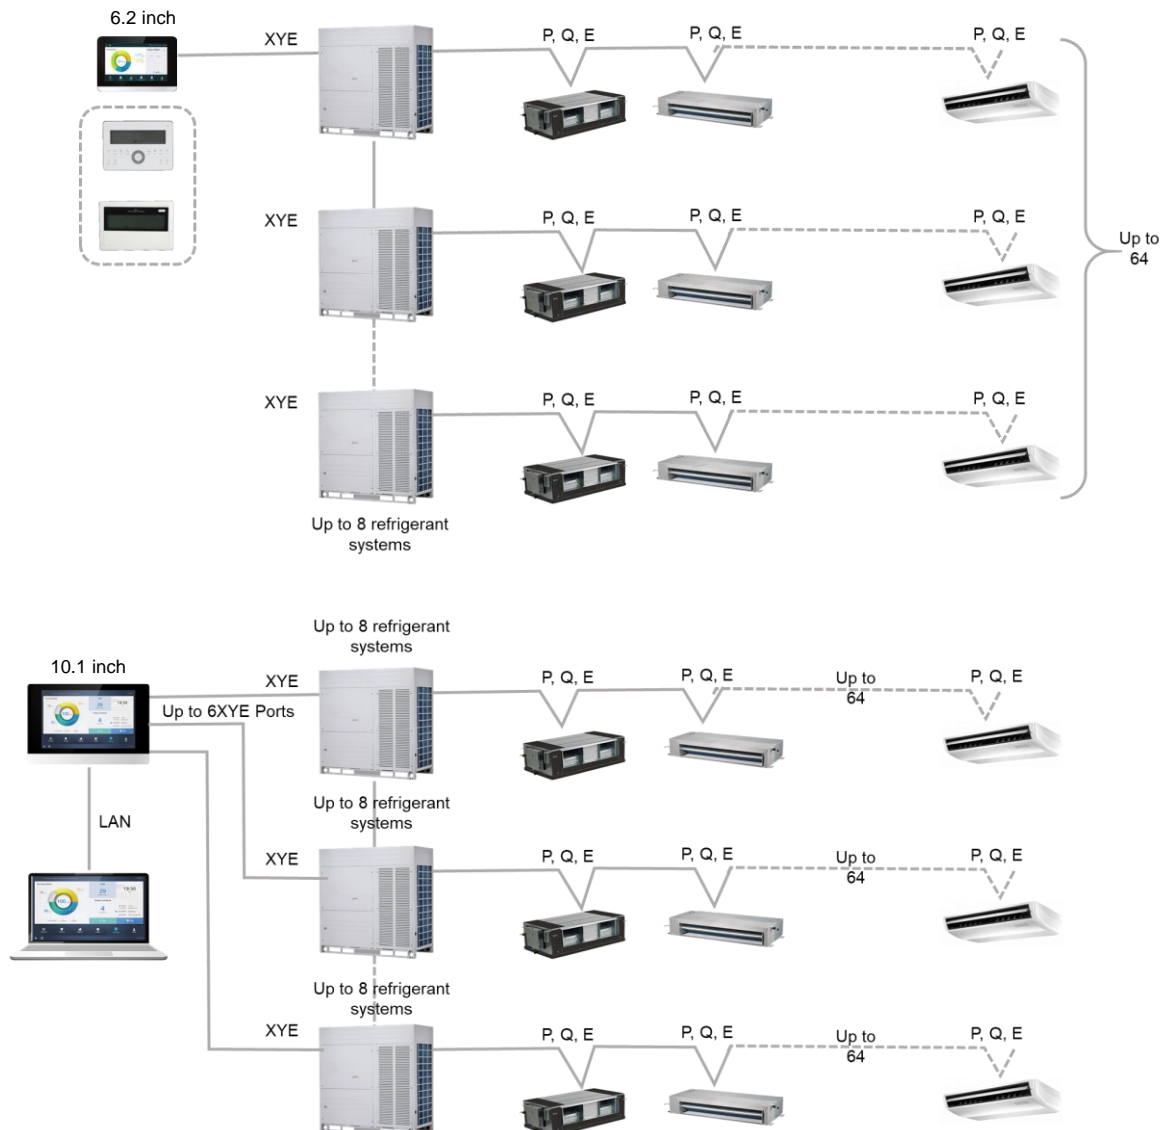 6.2 inch
XYE
P, Q, E
P, Q, E
P, Q, E
XYE
P, Q, E
P, Q, E
P, Q, E
Up to
64
XYE
P, Q, E
P, Q, E
P, Q, E
Up to 8 refrigerant
systems
Up to 8 refrigerant
systems
10.1 inch
XYE
P, Q, E
P, Q, E
Up to
64
P, Q, E
Up to 6XYE Ports
LAN
Up to 8 refrigerant
systems
XYE
P, Q, E
P, Q, E
Up to
64
P, Q, E
Up to 8 refrigerant
systems
XYE
P, Q, E
P, Q, E
Up to
64
P, Q, E